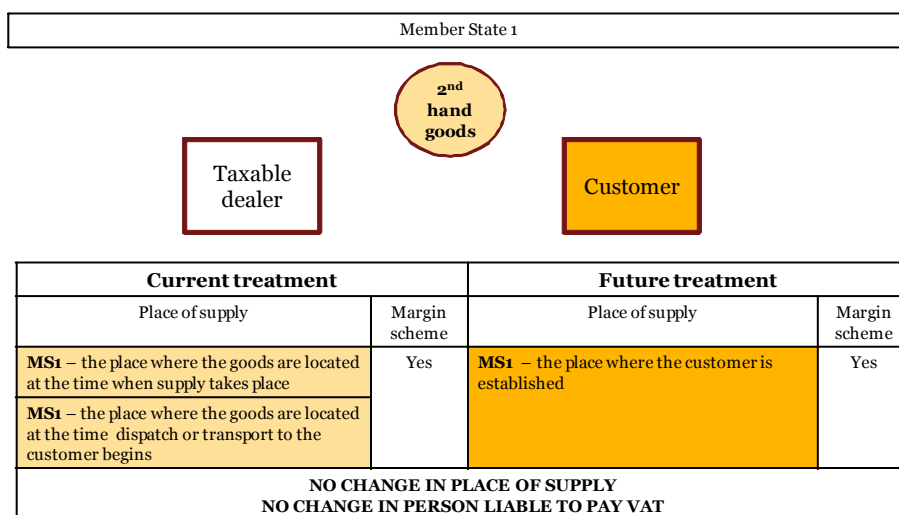 Member State 1
2nd
hand
goods
Taxable
dealer
Customer
Current treatment
Future treatment
Place of supply
Margin
scheme
Place of supply
Margin
scheme
MS1 – the place where the goods are located
at the time when supply takes place
Yes
MS1 – the place where the customer is
established
Yes
MS1 – the place where the goods are located
at the time dispatch or transport to the
customer begins
NO CHANGE IN PLACE OF SUPPLY
NO CHANGE IN PERSON LIABLE TO PAY VAT